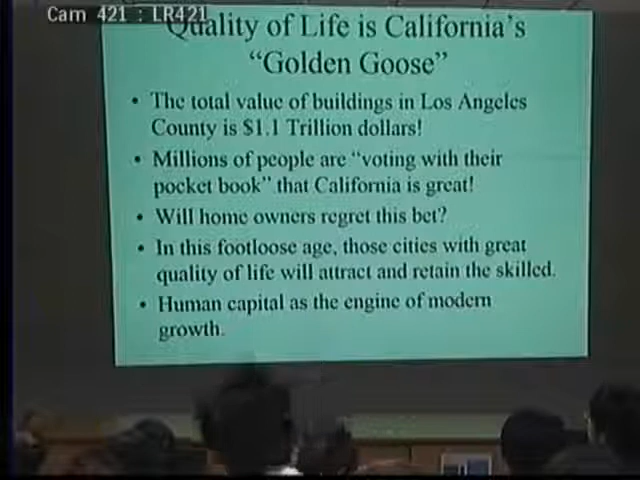 Cam 421 : LR421
Quality of Life is California's
“Golden Goose”
• The total value of buildings in Los Angeles
County is $1.1 Trillion dollars!
• Millions of people are “voting with their
pocket book” that California is great!
• Will home owners regret this bet?
• In this footloose age, those cities with great
quality of life will attract and retain the skilled.
• Human capital as the engine of modern
growth.